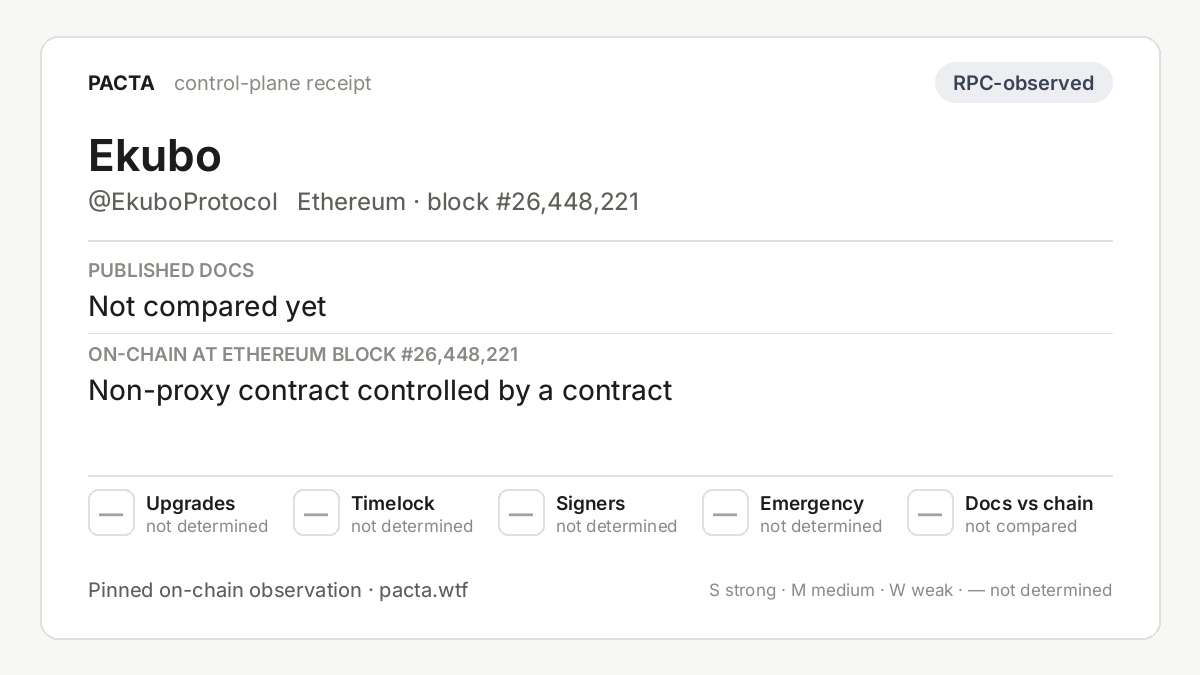 PACTA control-plane receipt RPC-observed
Ekubo
@EkuboProtocol Ethereum · block #26,448,221
PUBLISHED DOCS
Not compared yet
ON-CHAIN AT ETHEREUM BLOCK #26,448,221
Non-proxy contract controlled by a contract
— Upgrades — Timelock — Signers — Emergency — Docs vs chain
not determined not determined not determined not determined not compared
Pinned on-chain observation · pacta.wtf S strong · M medium · W weak · — not determined